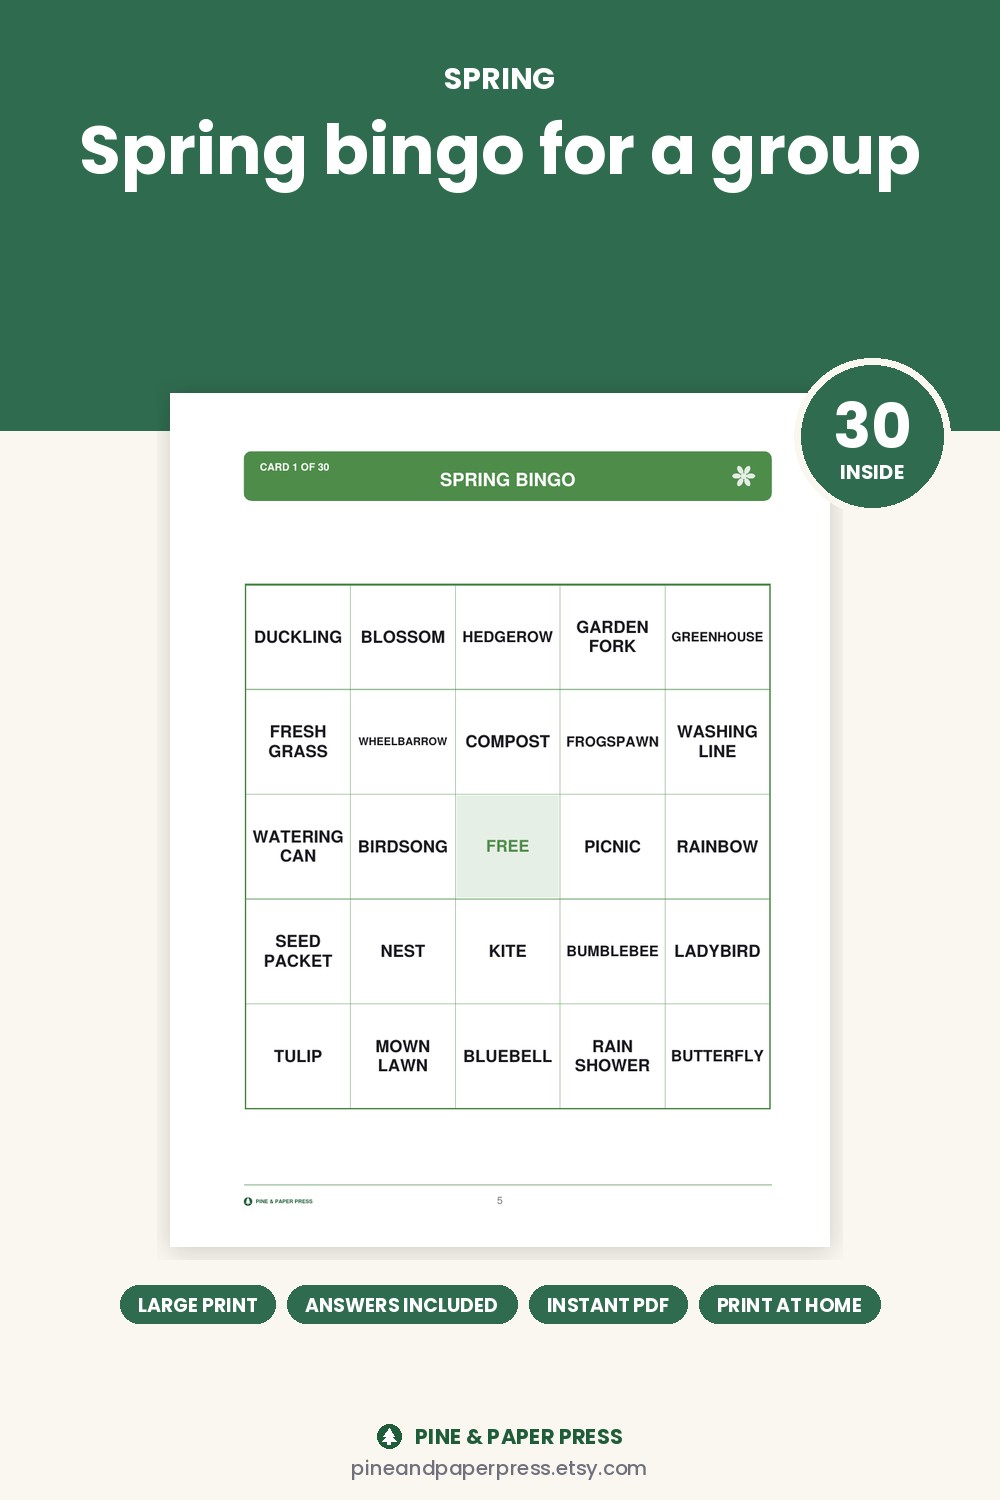 SPRING
Spring bingo for a group
30
INSIDE
CARD 1 OF 30
SPRING BINGO
DUCKLING
BLOSSOM
HEDGEROW
GARDEN
FORK
GREENHOUSE
FRESH
GRASS
WHEELBARROW
COMPOST
FROGSPAWN
WASHING
LINE
WATERING
CAN
BIRDSONG
FREE
PICNIC
RAINBOW
SEED
PACKET
NEST
KITE
BUMBLEBEE
LADYBIRD
TULIP
MOWN
LAWN
BLUEBELL
RAIN
SHOWER
BUTTERFLY
PINE & PAPER PRESS
5
LARGE PRINT
ANSWERS INCLUDED
INSTANT PDF
PRINT AT HOME
PINE & PAPER PRESS
pineandpaperpress.etsy.com